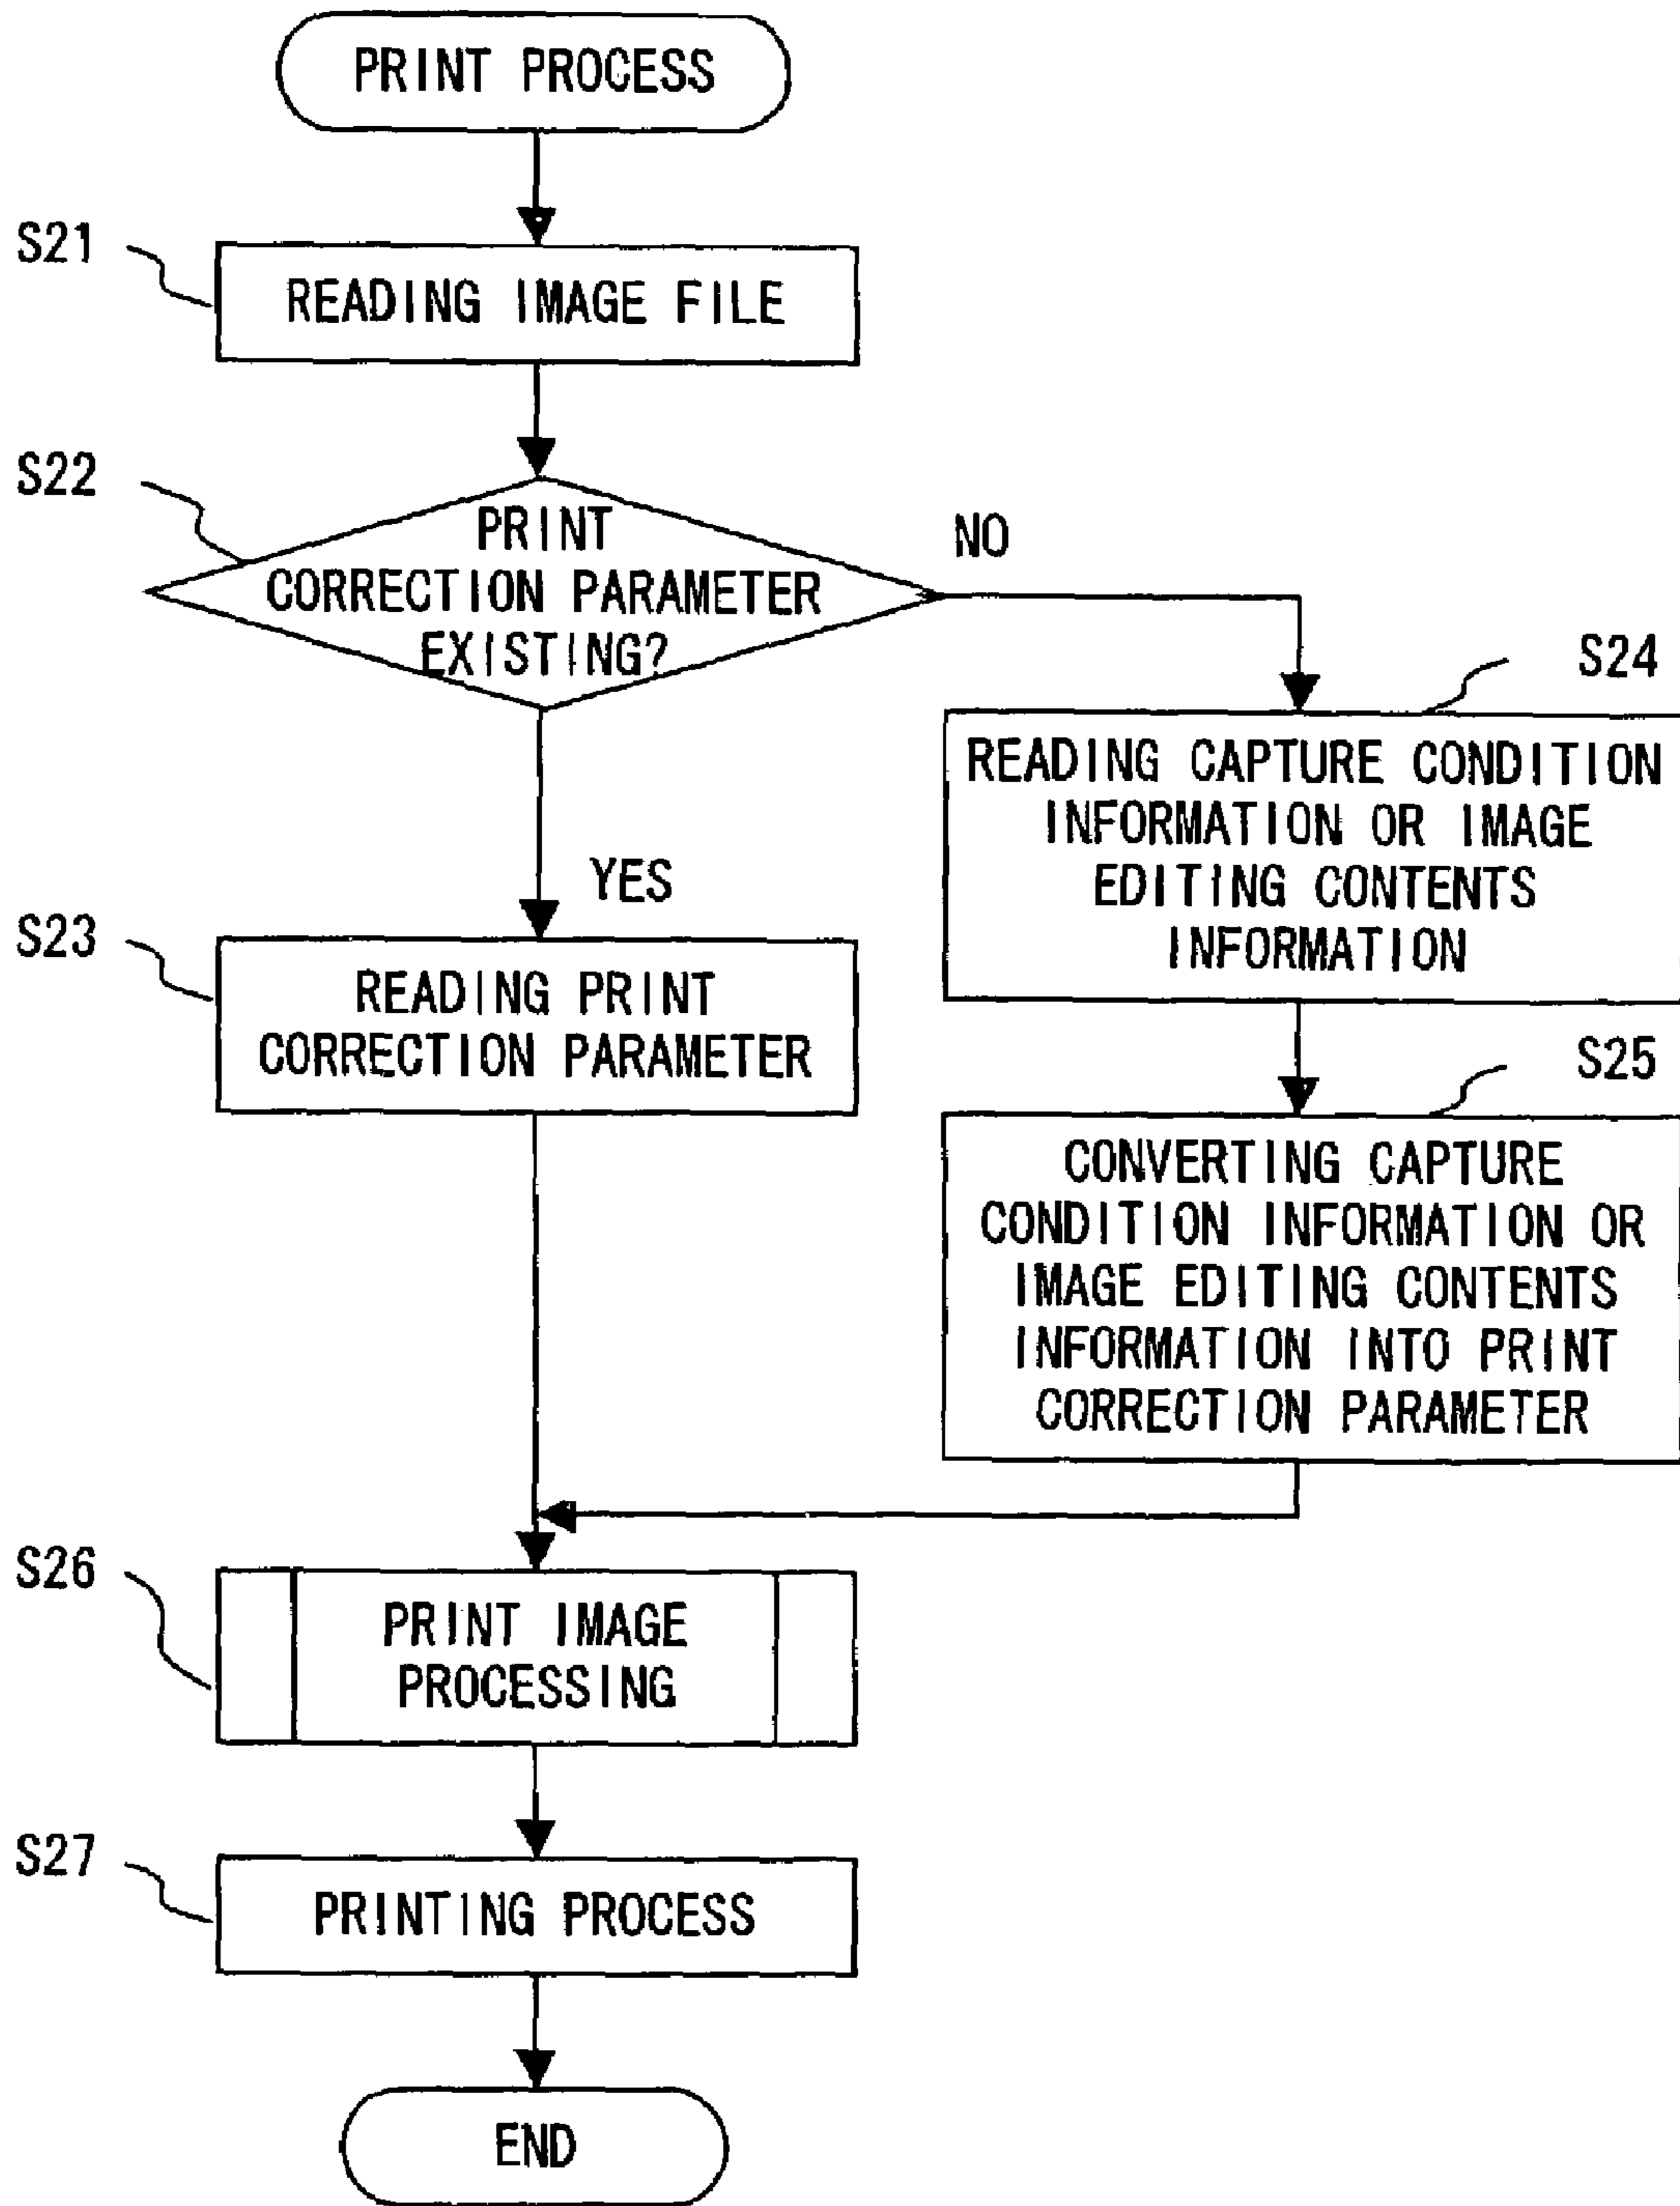 PRINT PROCESS
S21
READING IMAGE FILE
S22
PRINT
CORRECTION PARAMETER
EXISTING?
NO
YES
S23
READING PRINT
CORRECTION PARAMETER
S24
READING CAPTURE CONDITION
INFORMATION OR IMAGE
EDITING CONTENTS
INFORMATION
S25
CONVERTING CAPTURE
CONDITION INFORMATION OR
IMAGE EDITING CONTENTS
INFORMATION INTO PRINT
CORRECTION PARAMETER
S26
PRINT IMAGE
PROCESSING
S27
PRINTING PROCESS
END